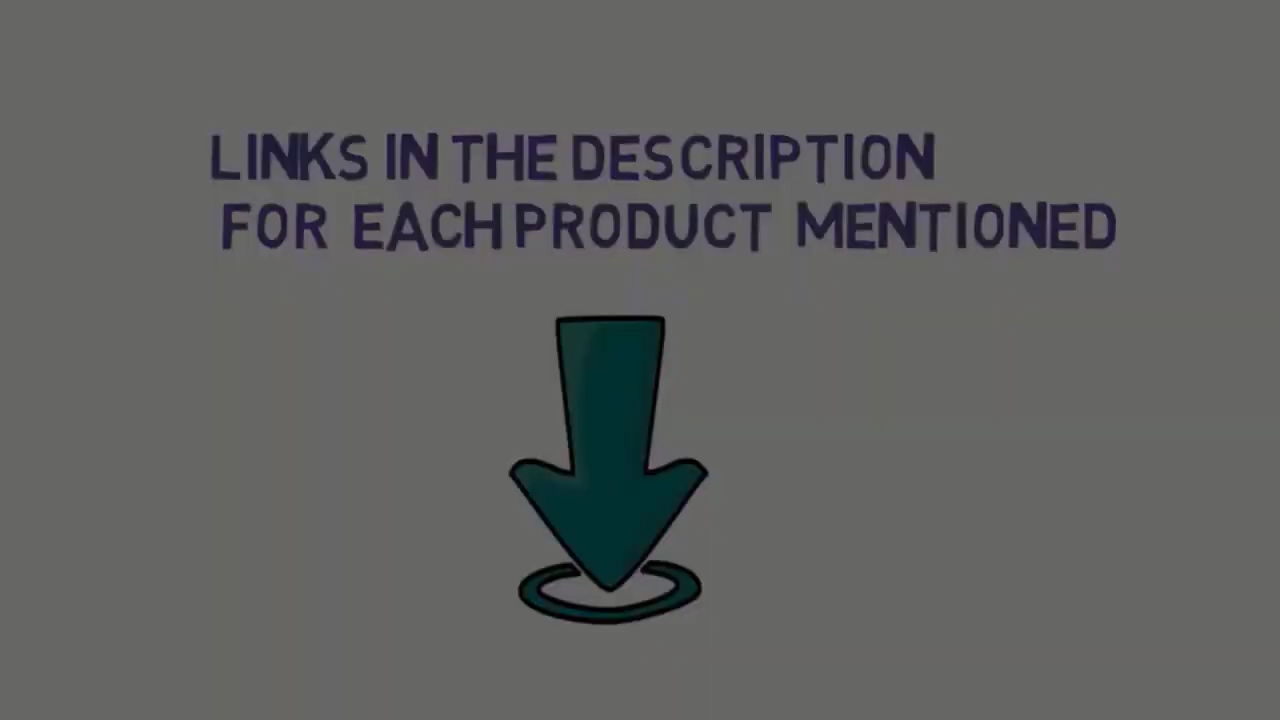 LINKS IN THE DESCRIPTION
FOR EACH PRODUCT MENTIONED